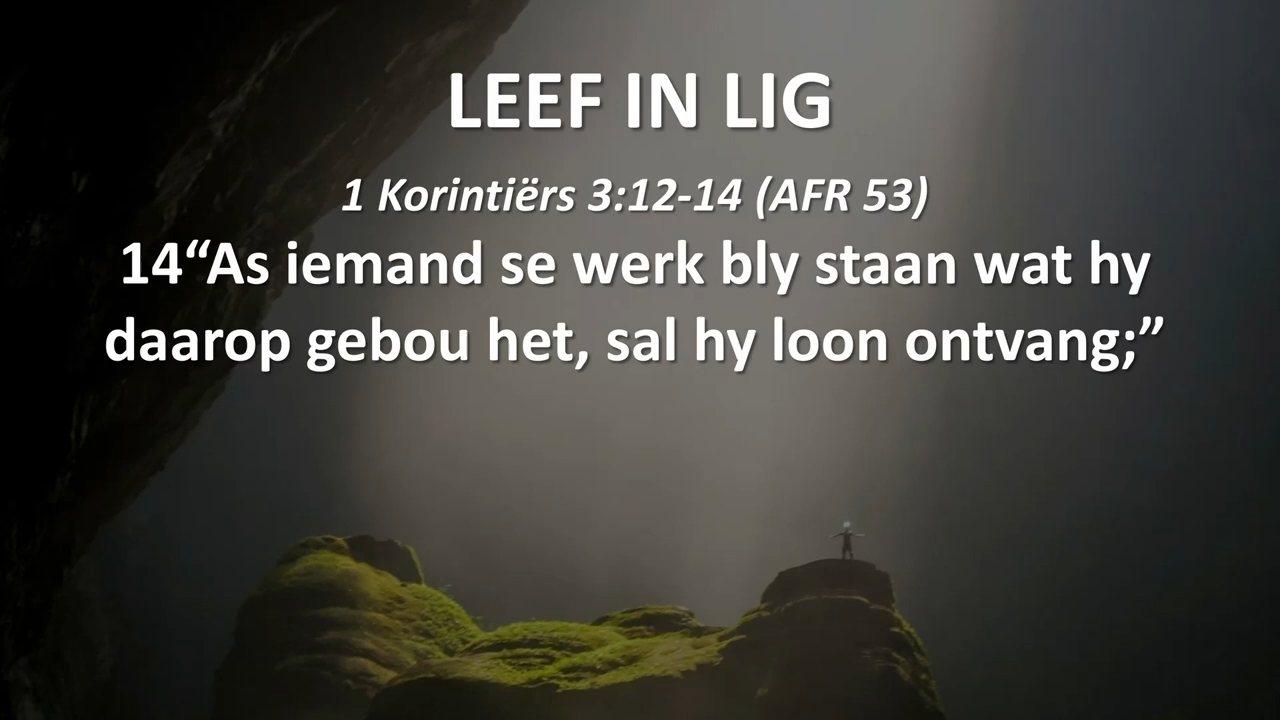 LEEF IN LIG
1 Korintiërs 3:12-14 (AFR 53)
14“As iemand se werk bly staan wat hy
daarop gebou het, sal hy loon ontvang;”